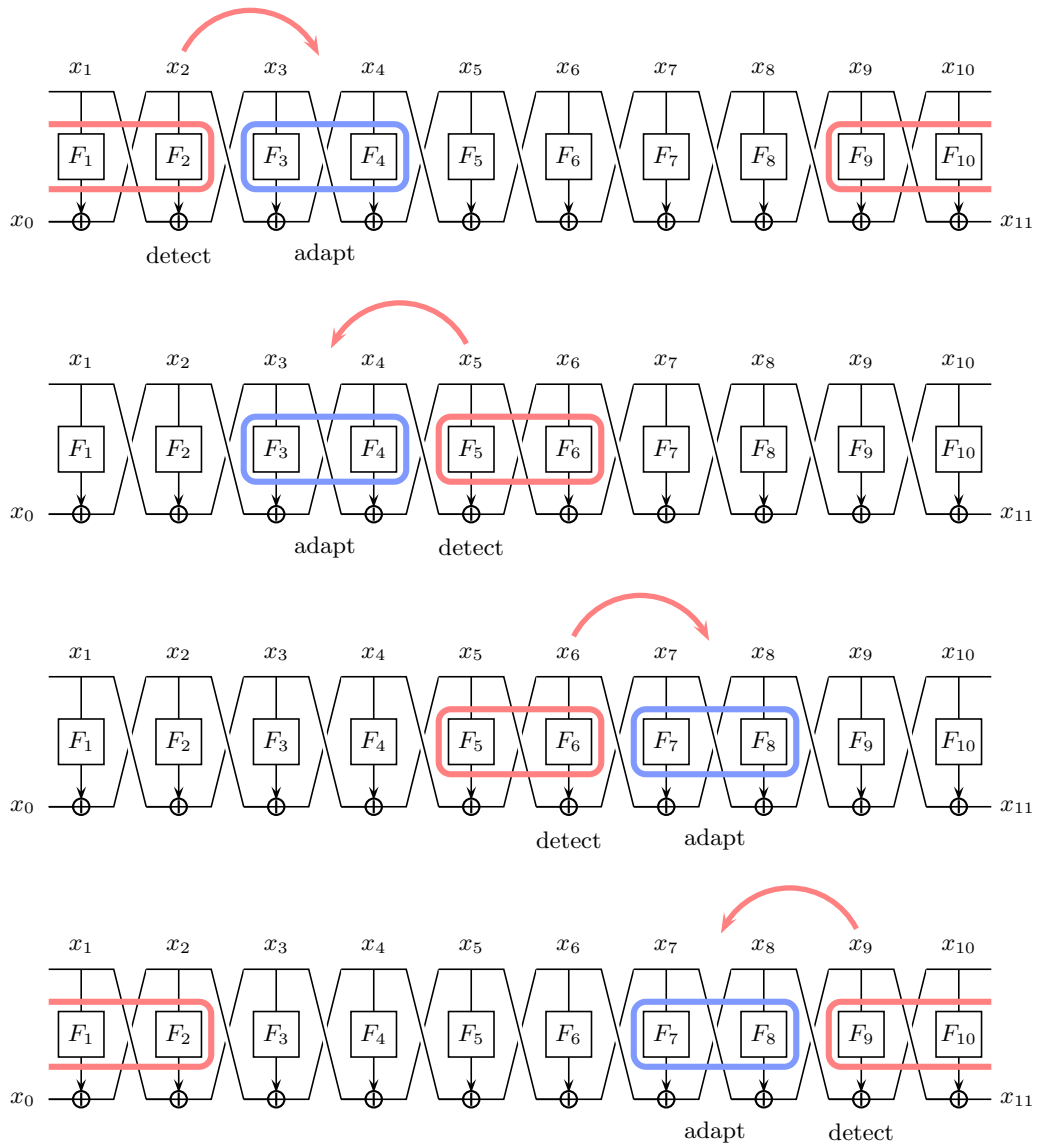 x₁ x₂ x₃ x₄ x₅ x₆ x₇ x₈ x₉ x₁₀
F₁ F₂ F₃ F₄ F₅ F₆ F₇ F₈ F₉ F₁₀
x₀ x₁₁
detect adapt
x₁ x₂ x₃ x₄ x₅ x₆ x₇ x₈ x₉ x₁₀
F₁ F₂ F₃ F₄ F₅ F₆ F₇ F₈ F₉ F₁₀
x₀ x₁₁
adapt detect
x₁ x₂ x₃ x₄ x₅ x₆ x₇ x₈ x₉ x₁₀
F₁ F₂ F₃ F₄ F₅ F₆ F₇ F₈ F₉ F₁₀
x₀ x₁₁
detect adapt
x₁ x₂ x₃ x₄ x₅ x₆ x₇ x₈ x₉ x₁₀
F₁ F₂ F₃ F₄ F₅ F₆ F₇ F₈ F₉ F₁₀
x₀ x₁₁
adapt detect